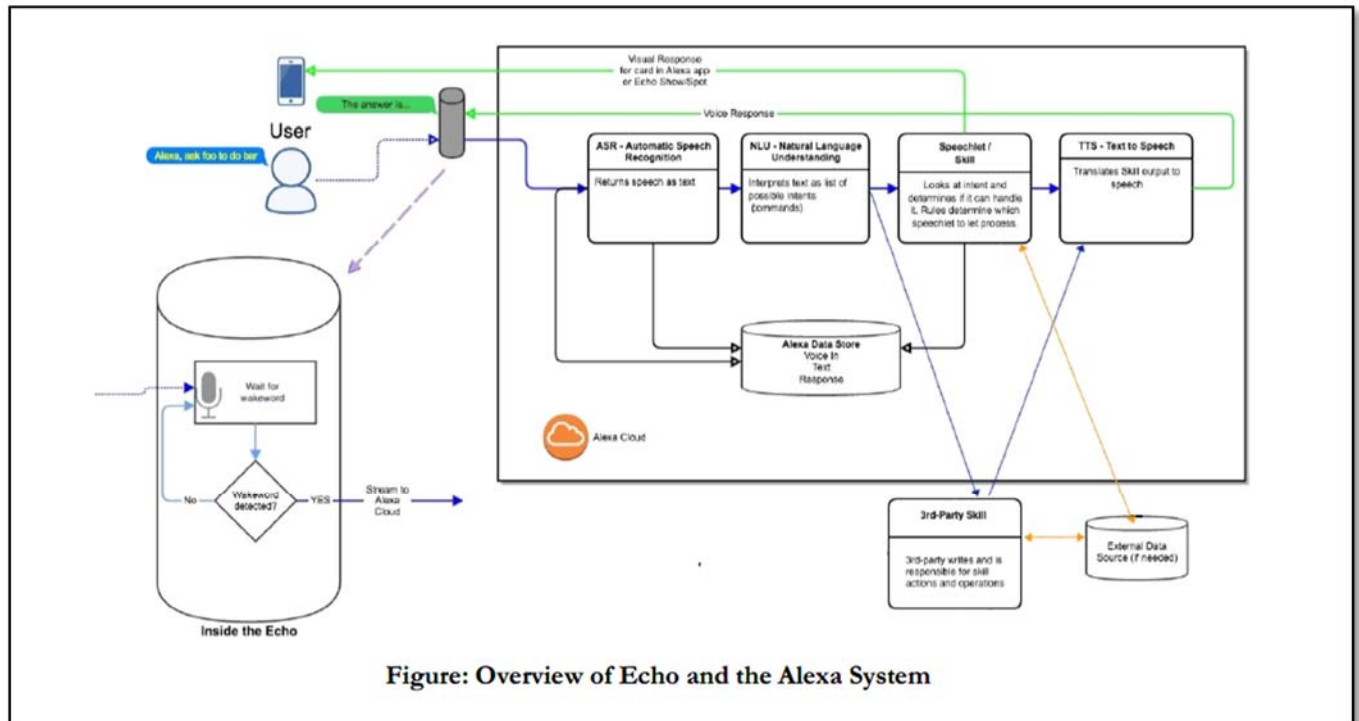 Visual Response
for card in Alexa app
or Echo Show/Spot
The answer is...
Voice Response
User
Alexa, ask foo to do bar
ASR - Automatic Speech
Recognition
Returns speech as text
NLU - Natural Language
Understanding
Interprets text as list of
possible intents
(commands)
Speechlet /
Skill
Looks at intent and
determines if it can handle
it. Rules determine which
speechlet to let process.
TTS - Text to Speech
Translates Skill output to
speech
Alexa Data Store
Voice In
Text
Response
Alexa Cloud
Wait for
wakeword
Wakeword
detected?
No
YES
Stream to
Alexa
Cloud
Inside the Echo
3rd-Party Skill
3rd-party writes and is
responsible for skill
actions and operations
External Data
Source (if needed)
Figure: Overview of Echo and the Alexa System